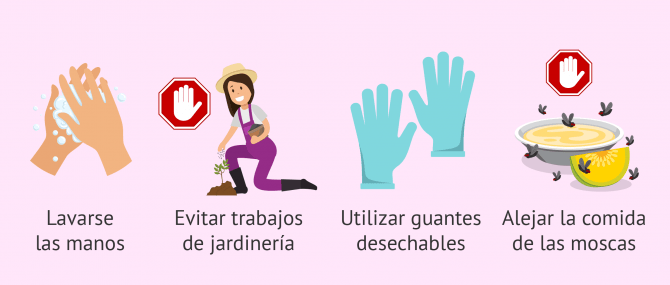 Lavarse
las manos
Evitar trabajos
de jardinería
Utilizar guantes
desechables
Alejar la comida
de las moscas